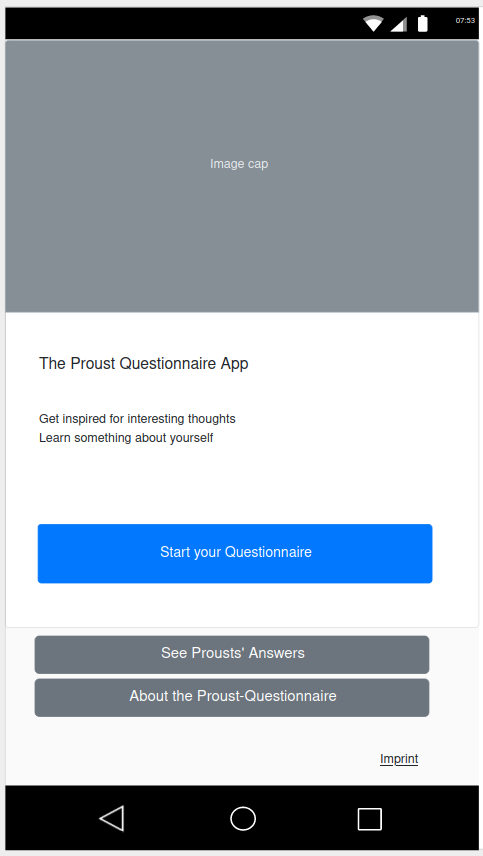 07:53
Image cap
The Proust Questionnaire App
Get inspired for interesting thoughts
Learn something about yourself
Start your Questionnaire
See Prousts' Answers
About the Proust-Questionnaire
Imprint